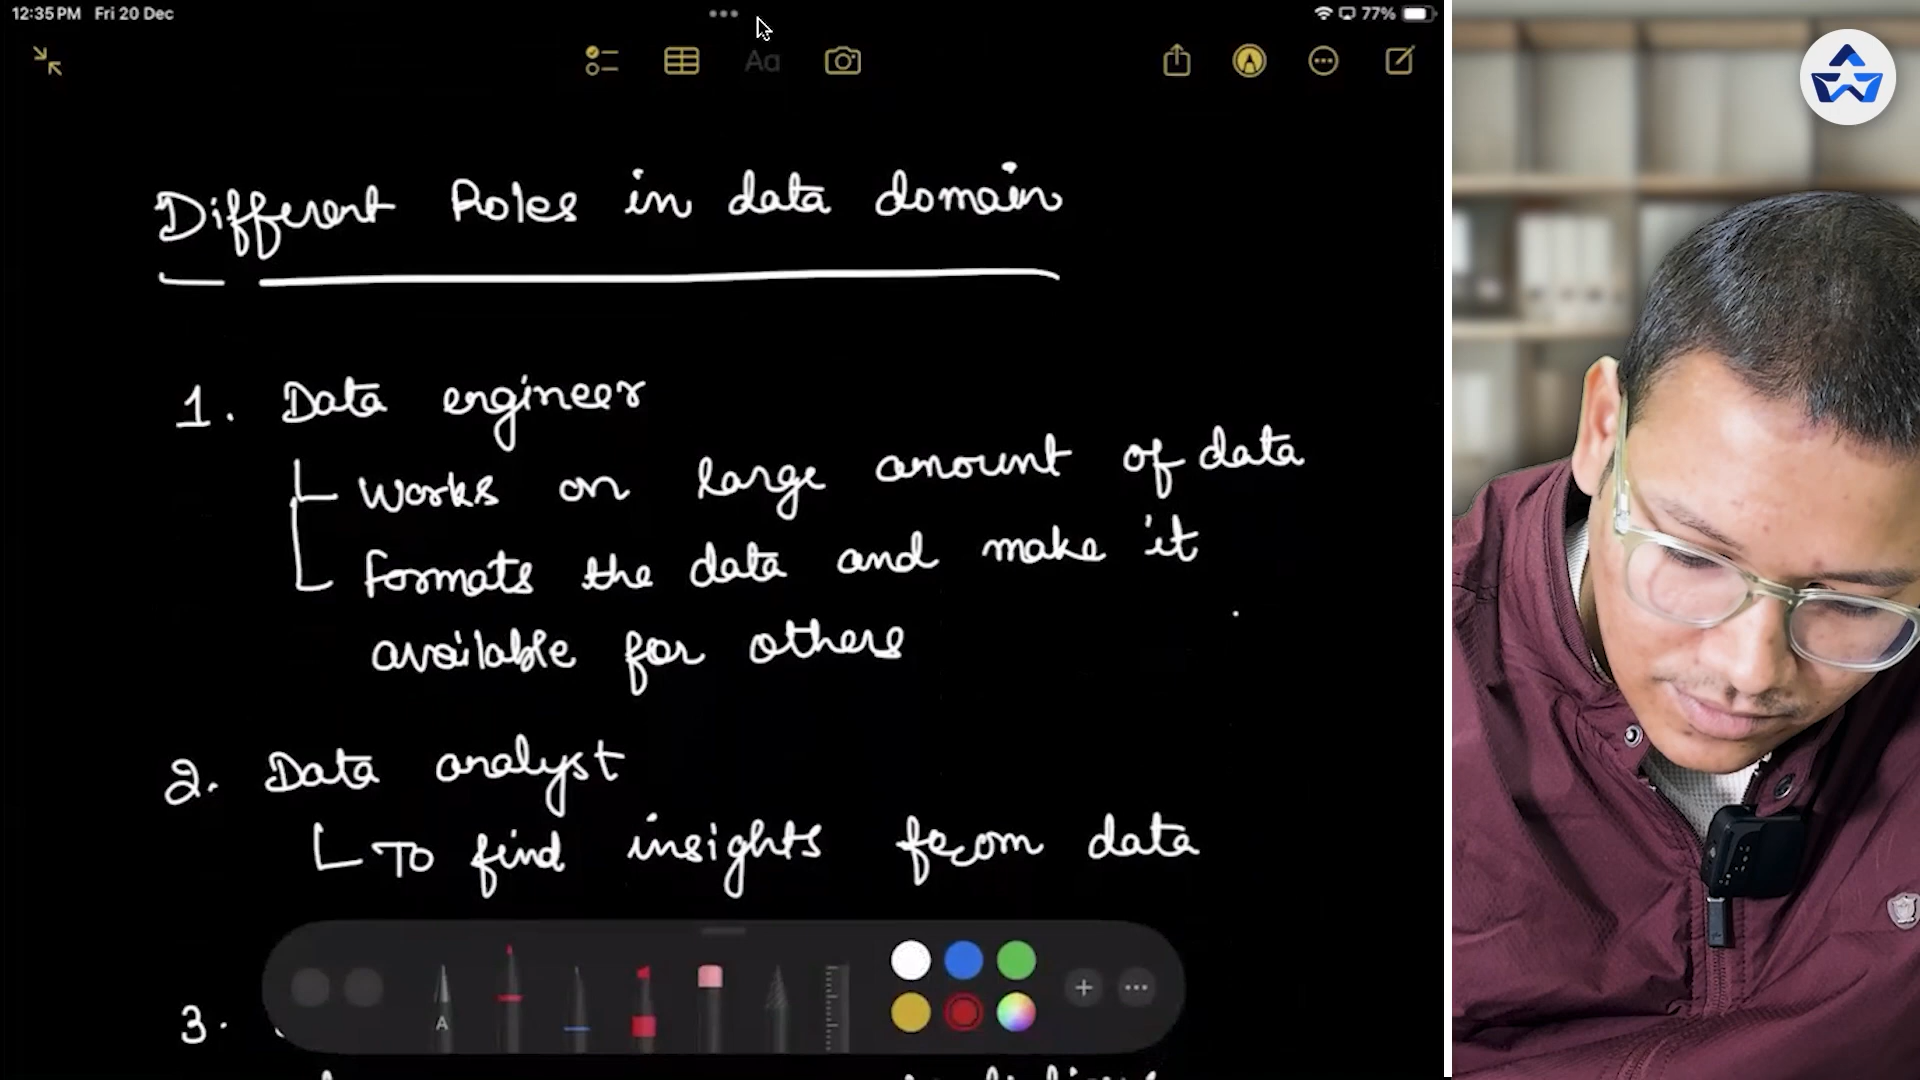 12:35 PM Fri 20 Dec
77%
Aa
Different Roles in data domain
1. Data engineer
Works on large amount of data
formats the data and make it
available for others
2. Data analyst
To find insights from data
A
3.